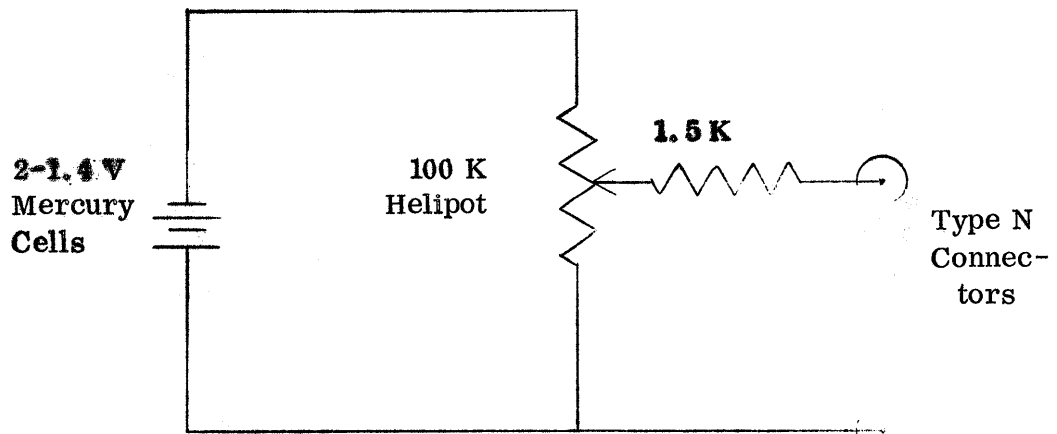 2-1.4 V
Mercury
Cells
100 K
Helipot
1.5 K
Type N
Connec-
tors